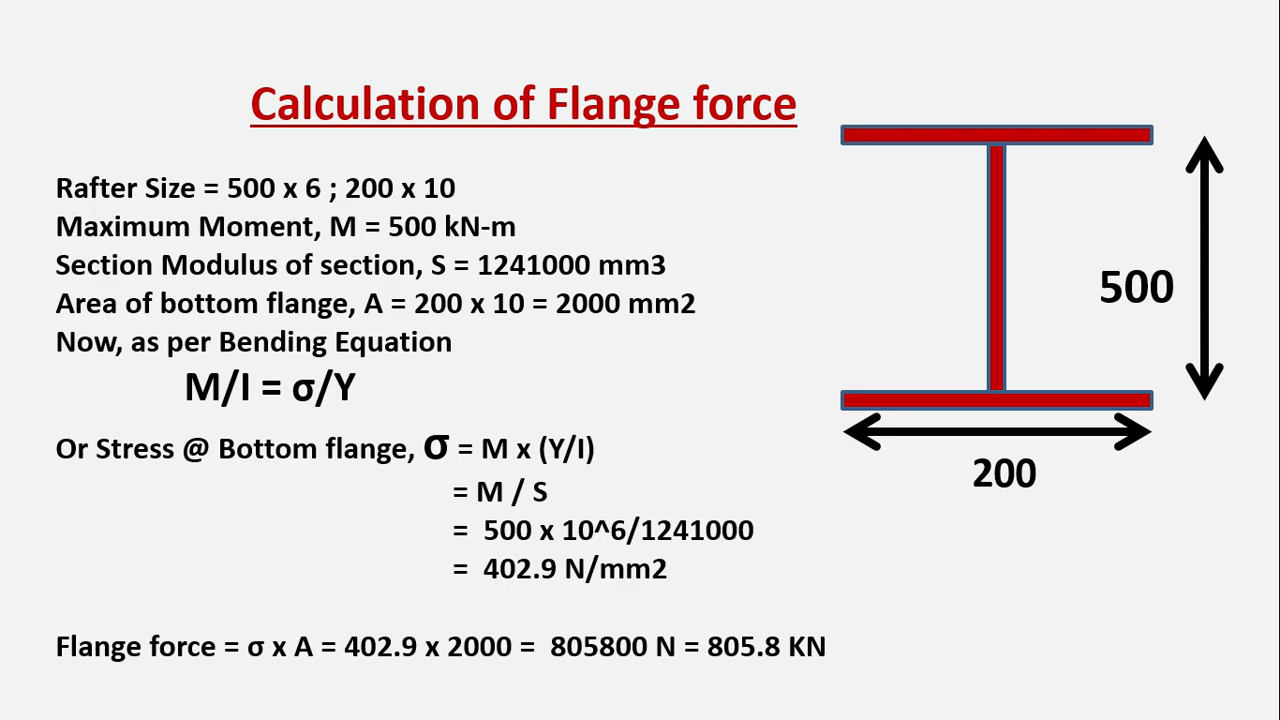 Calculation of Flange force
Rafter Size = 500 x 6 ; 200 x 10
Maximum Moment, M = 500 kN-m
Section Modulus of section, S = 1241000 mm3
Area of bottom flange, A = 200 x 10 = 2000 mm2
Now, as per Bending Equation
M/I = σ/Y
Or Stress @ Bottom flange, σ = M x (Y/I)
= M / S
= 500 x 10^6/1241000
= 402.9 N/mm2
Flange force = σ x A = 402.9 x 2000 = 805800 N = 805.8 KN
500
200